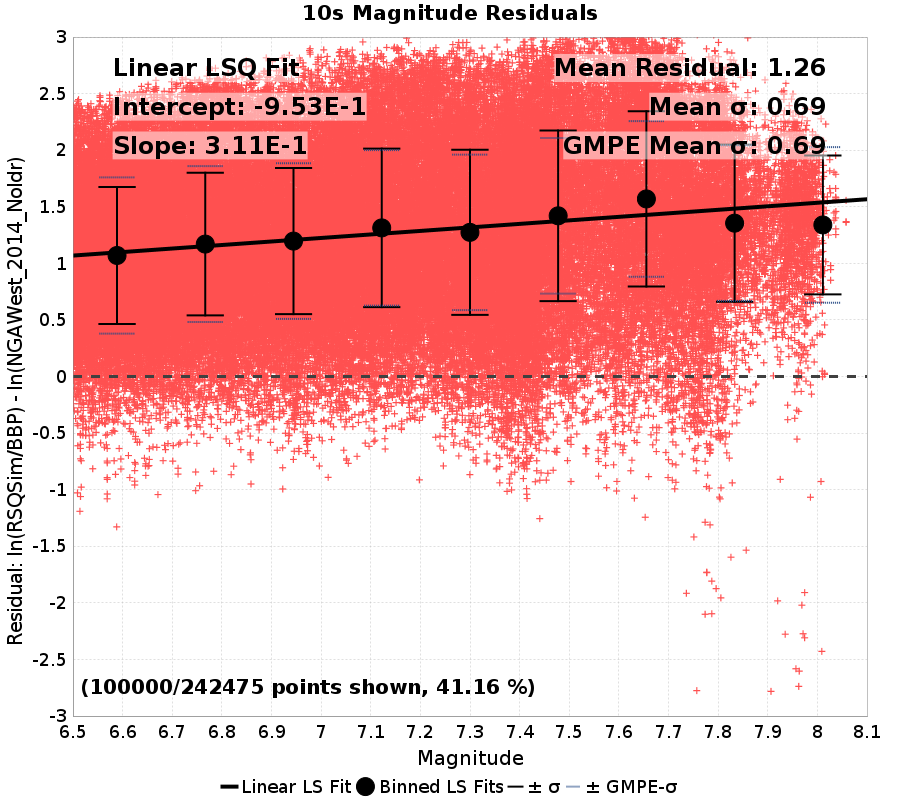 10s Magnitude Residuals
Linear LSQ Fit
Mean Residual: 1.26
Intercept: -9.53E-1
Mean σ: 0.69
Slope: 3.11E-1
GMPE Mean σ: 0.69
3
2.5
2
1.5
1
0.5
0
-0.5
-1
-1.5
-2
-2.5
-3
Residual: ln(RSQSim/BBP) - ln(NGAWest_2014_NoIdr)
(100000/242475 points shown, 41.16 %)
6.5 6.6 6.7 6.8 6.9 7 7.1 7.2 7.3 7.4 7.5 7.6 7.7 7.8 7.9 8 8.1
Magnitude
Linear LS Fit Binned LS Fits ± σ ± GMPE-σ